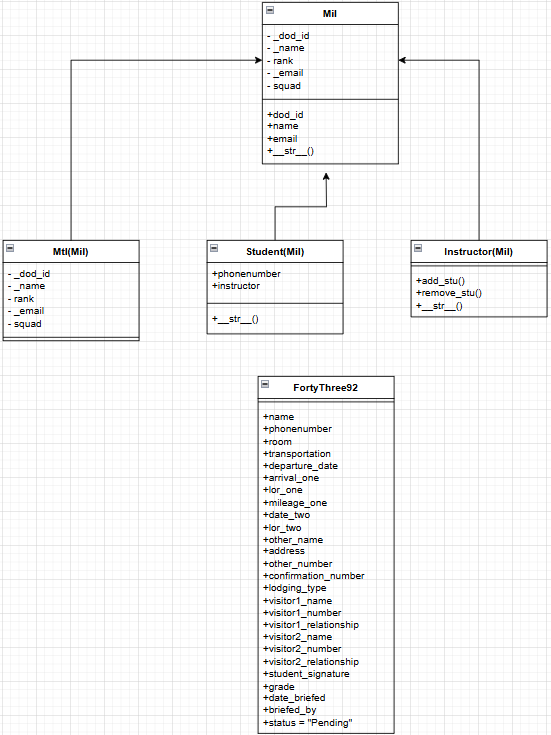 Mil
- _dod_id
- _name
- rank
- _email
- squad
+dod_id
+name
+email
+__str__()
Mtl(Mil)
- _dod_id
- _name
- rank
- _email
- squad
Student(Mil)
+phonenumber
+instructor
+__str__()
Instructor(Mil)
+add_stu()
+remove_stu()
+__str__()
FortyThree92
+name
+phonenumber
+room
+transportation
+departure_date
+arrival_one
+lor_one
+mileage_one
+date_two
+lor_two
+other_name
+address
+other_number
+confirmation_number
+lodging_type
+visitor1_name
+visitor1_number
+visitor1_relationship
+visitor2_name
+visitor2_number
+visitor2_relationship
+student_signature
+grade
+date_briefed
+briefed_by
+status = "Pending"